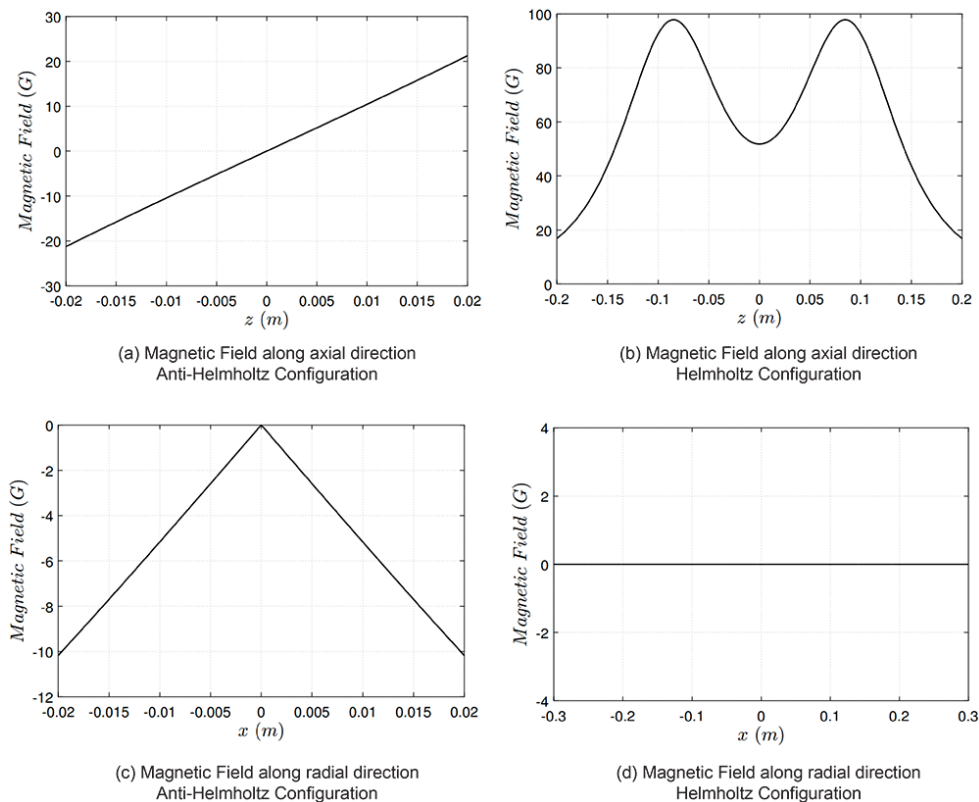 30
20
10
0
-10
-20
-30
Magnetic Field (G)
-0.02 -0.015 -0.01 -0.005 0 0.005 0.01 0.015 0.02
z (m)
(a) Magnetic Field along axial direction
Anti-Helmholtz Configuration
100
80
60
40
20
0
Magnetic Field (G)
-0.2 -0.15 -0.1 -0.05 0 0.05 0.1 0.15 0.2
z (m)
(b) Magnetic Field along axial direction
Helmholtz Configuration
0
-2
-4
-6
-8
-10
-12
Magnetic Field (G)
-0.02 -0.015 -0.01 -0.005 0 0.005 0.01 0.015 0.02
x (m)
(c) Magnetic Field along radial direction
Anti-Helmholtz Configuration
4
2
0
-2
-4
Magnetic Field (G)
-0.3 -0.2 -0.1 0 0.1 0.2 0.3
x (m)
(d) Magnetic Field along radial direction
Helmholtz Configuration